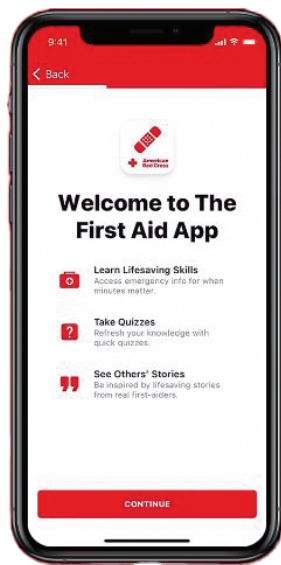 9:41
Back
American
Red Cross
Welcome to The
First Aid App
Learn Lifesaving Skills
Access emergency info for when
minutes matter.
?
Take Quizzes
Refresh your knowledge with
quick quizzes.
See Others' Stories
Be inspired by lifesaving stories
from real first-aiders.
CONTINUE